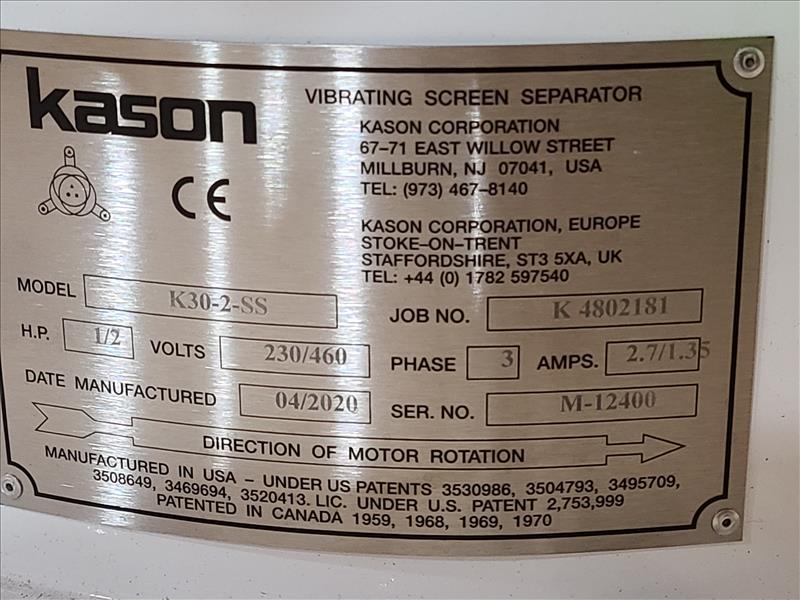 kason
VIBRATING SCREEN SEPARATOR
KASON CORPORATION
67-71 EAST WILLOW STREET
MILLBURN, NJ 07041, USA
TEL: (973) 467-8140
CE
KASON CORPORATION, EUROPE
STOKE-ON-TRENT
STAFFORDSHIRE, ST3 5XA, UK
TEL: +44 (0) 1782 597540
MODEL K30-2-SS JOB NO. K 4802181
H.P. 1/2 VOLTS 230/460 PHASE 3 AMPS. 2.7/1.35
DATE MANUFACTURED 04/2020 SER. NO. M-12400
DIRECTION OF MOTOR ROTATION
MANUFACTURED IN USA - UNDER US PATENTS 3530986, 3504793, 3495709,
3508649, 3469694, 3520413. LIC. UNDER U.S. PATENT 2,753,999
PATENTED IN CANADA 1959, 1968, 1969, 1970